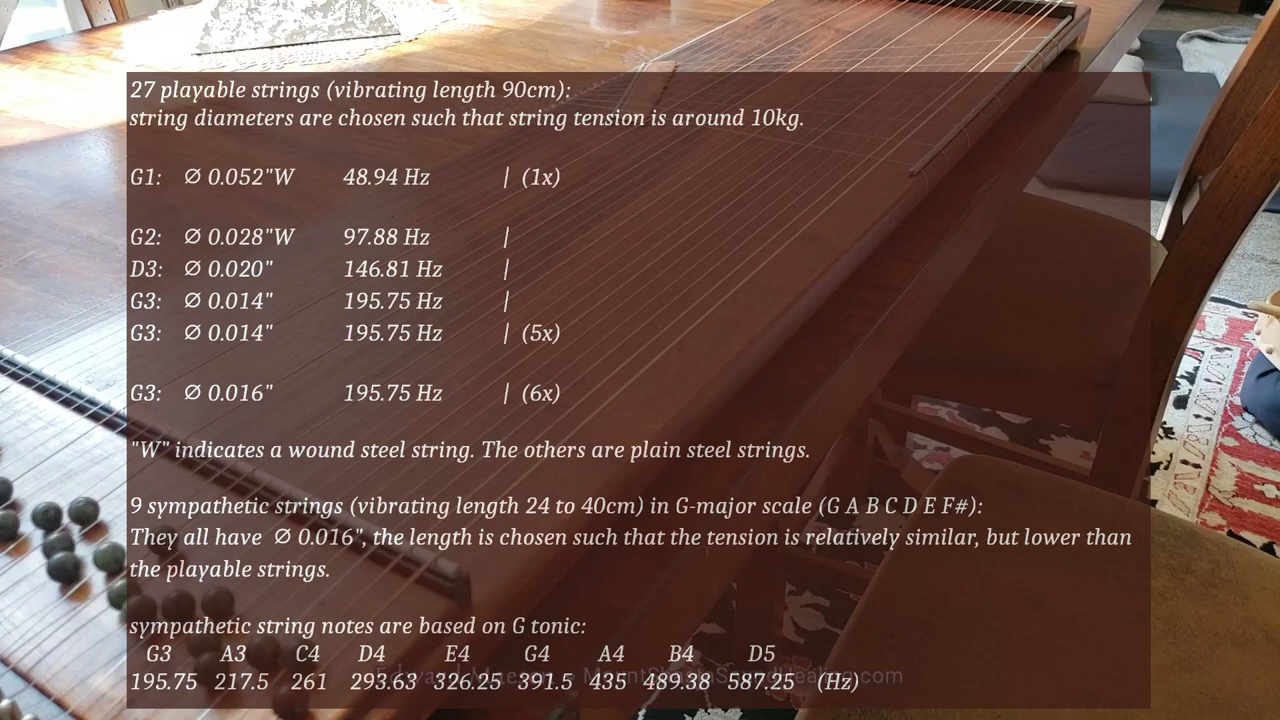 27 playable strings (vibrating length 90cm):
string diameters are chosen such that string tension is around 10kg.
G1: Ø 0.052"W 48.94 Hz | (1x)
G2: Ø 0.028"W 97.88 Hz |
D3: Ø 0.020" 146.81 Hz |
G3: Ø 0.014" 195.75 Hz |
G3: Ø 0.014" 195.75 Hz | (5x)
G3: Ø 0.016" 195.75 Hz | (6x)
"W" indicates a wound steel string. The others are plain steel strings.
9 sympathetic strings (vibrating length 24 to 40cm) in G-major scale (G A B C D E F#):
They all have Ø 0.016", the length is chosen such that the tension is relatively similar, but lower than
the playable strings.
sympathetic string notes are based on G tonic:
G3 A3 C4 D4 E4 G4 A4 B4 D5
195.75 217.5 261 293.63 326.25 391.5 435 489.38 587.25 (Hz)